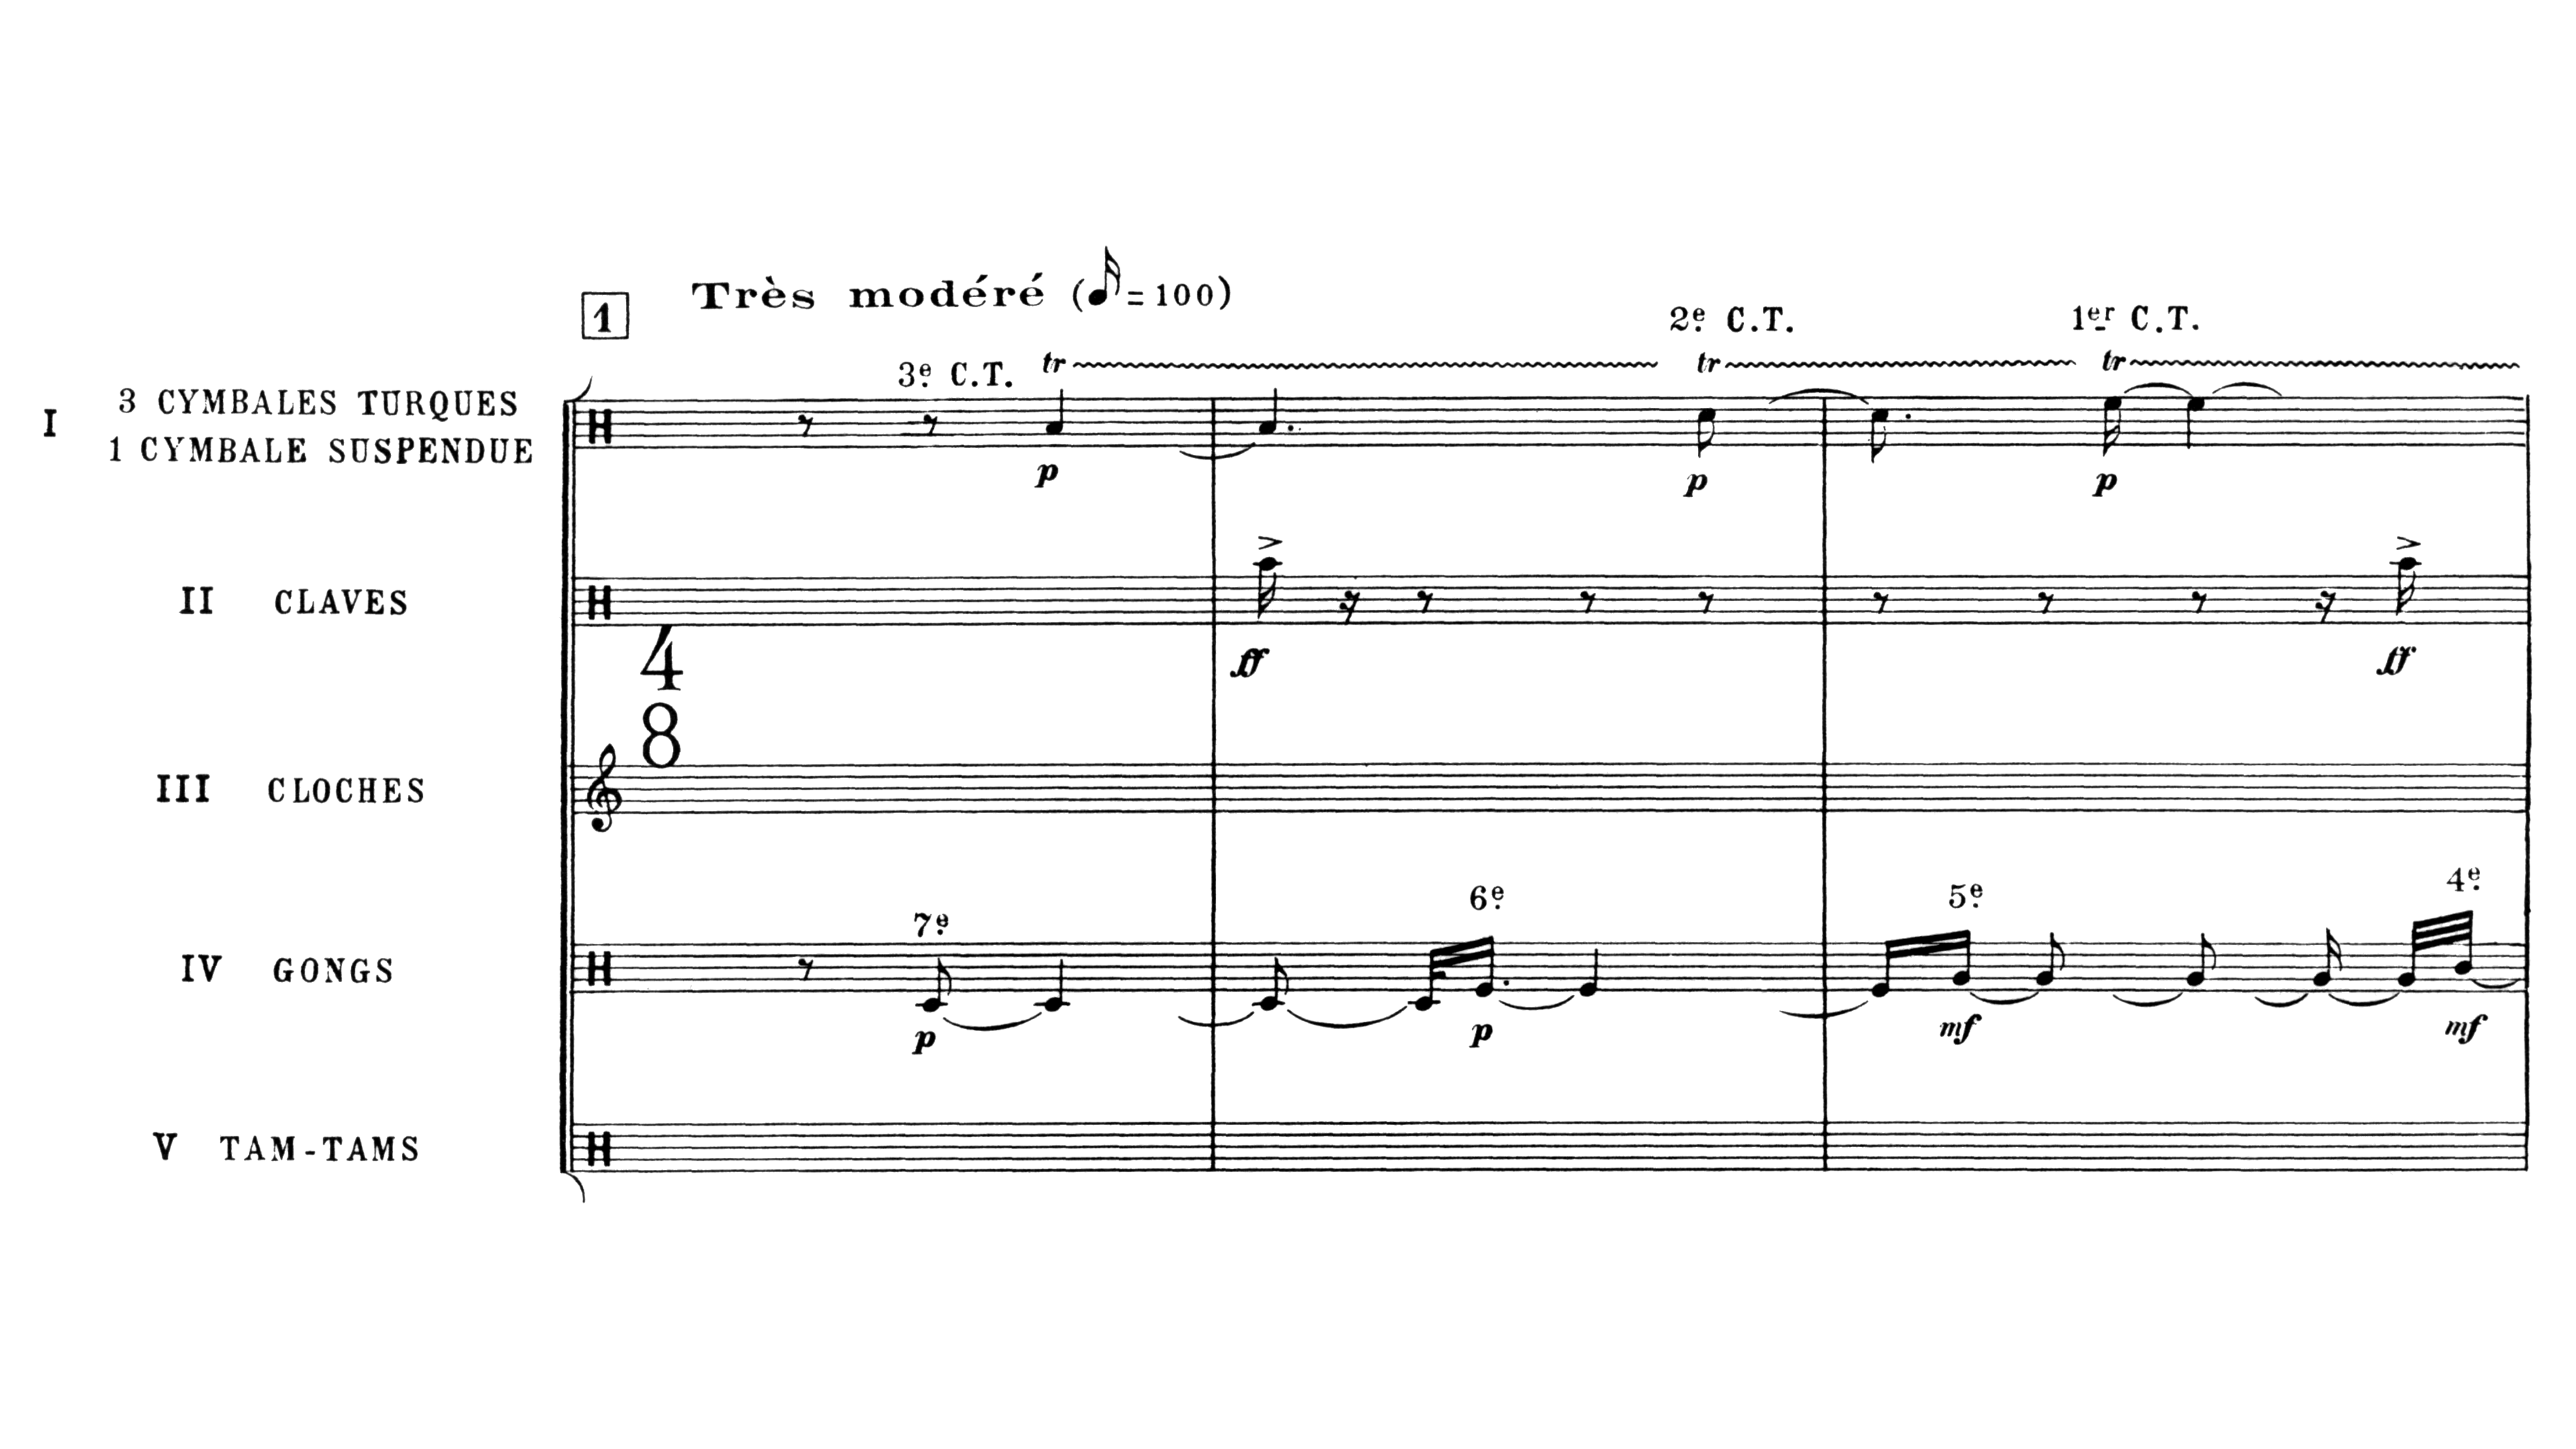 1 Très modéré (𝅘𝅥𝅯 = 100)
2e C.T. 1er C.T.
3e C.T. tr tr tr
I 3 CYMBALES TURQUES
1 CYMBALE SUSPENDUE
p p p
II CLAVES
ff ff
4
8
III CLOCHES
7e 6e 5e 4e
IV GONGS
p p mf mf
V TAM-TAMS